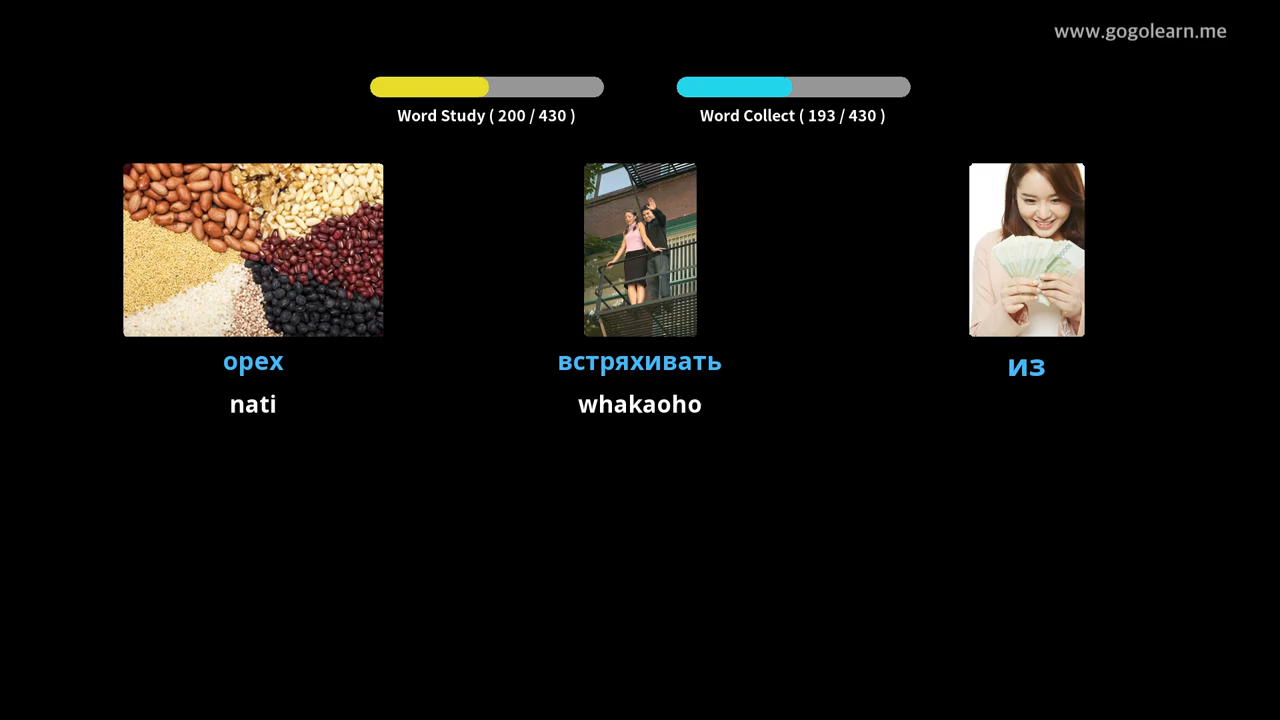 www.gogolearn.me
Word Study ( 200 / 430 )
Word Collect ( 193 / 430 )
орех
встряхивать
из
nati
whakaoho